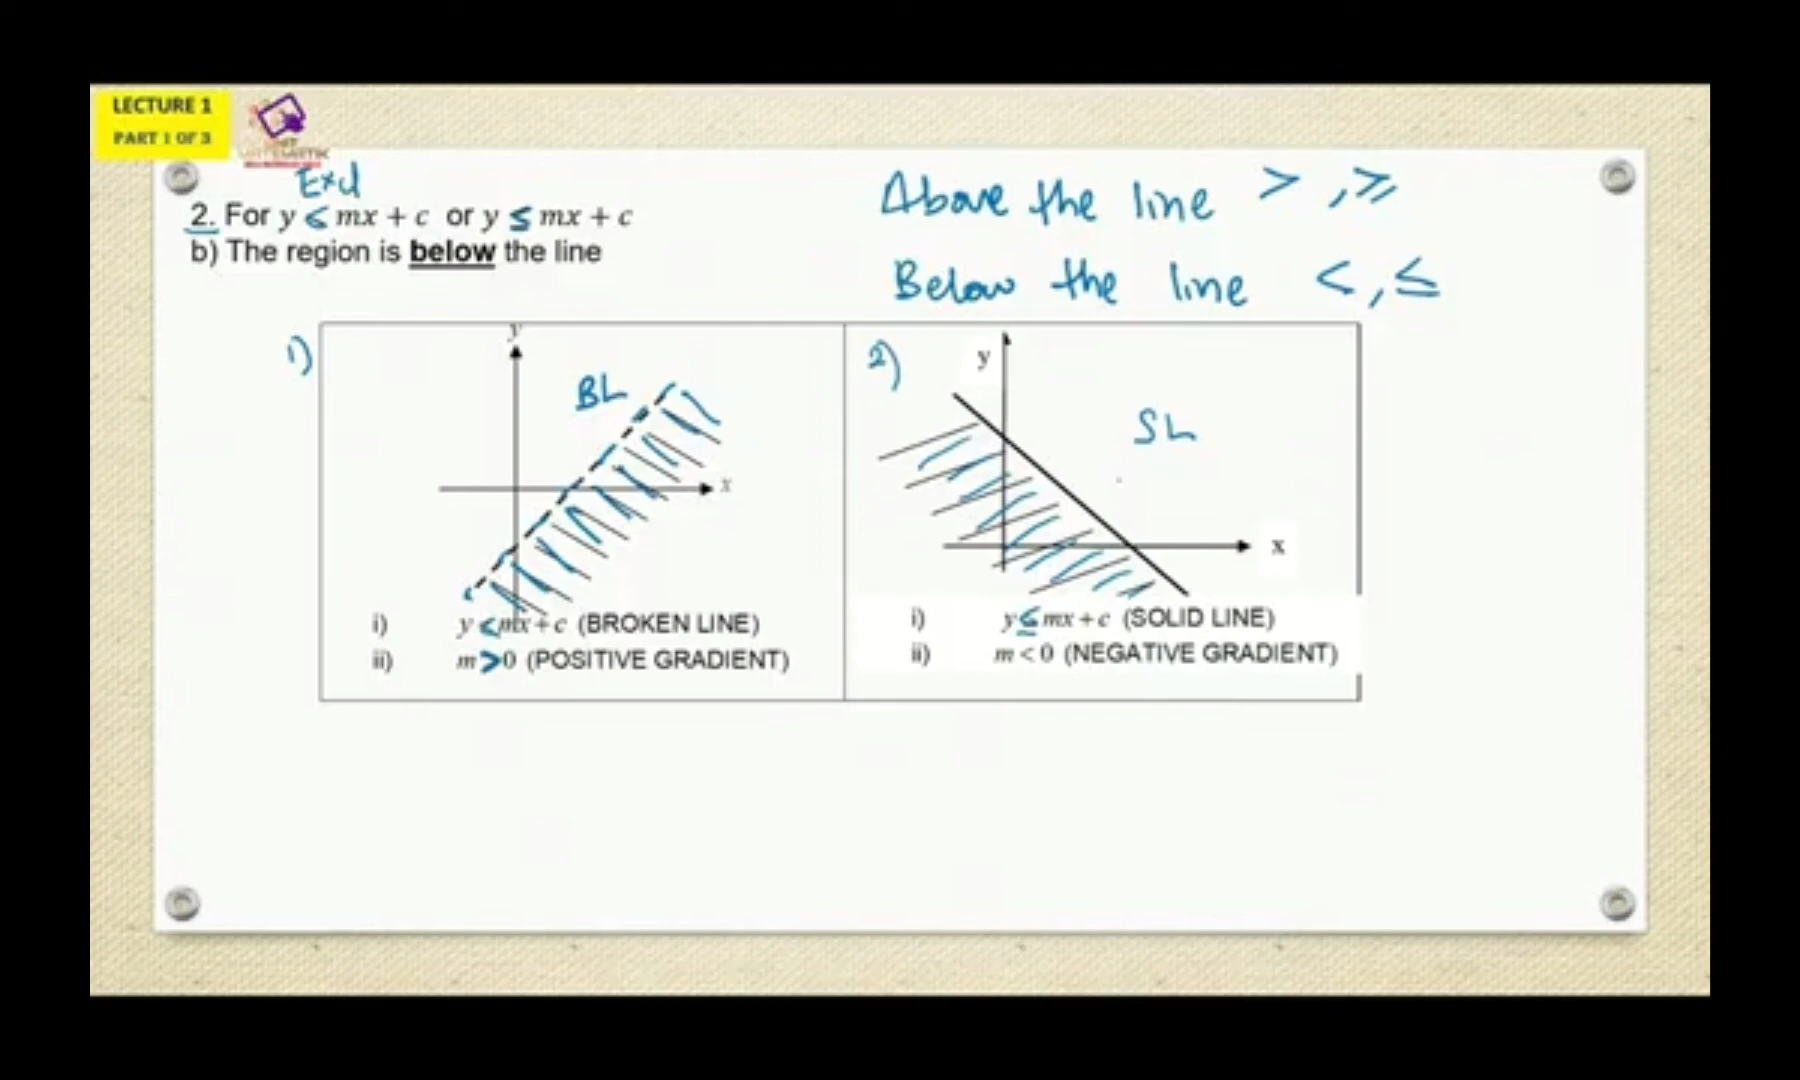 LECTURE 1
PART 1 OF 3
Excl
2. For y < mx + c or y ≤ mx + c
b) The region is below the line
Above the line >, ≥
Below the line <, ≤
1)
y
BL
x
i) y < mx + c (BROKEN LINE)
ii) m > 0 (POSITIVE GRADIENT)
2)
y
SL
x
i) y ≤ mx + c (SOLID LINE)
ii) m < 0 (NEGATIVE GRADIENT)